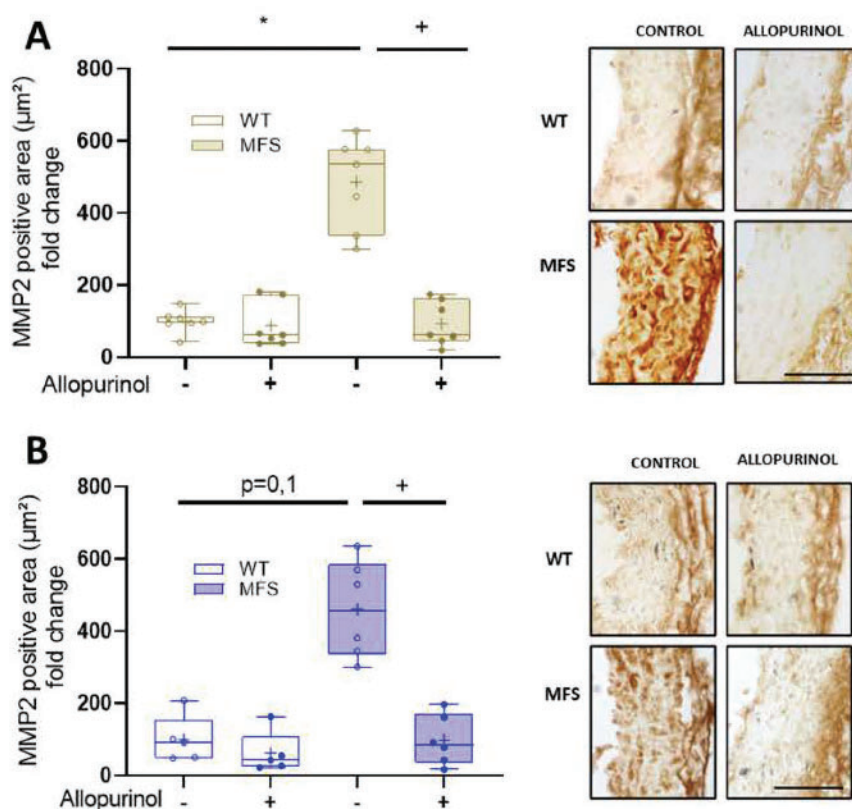 A
*
+
CONTROL ALLOPURINOL
800
600
400
200
0
MMP2 positive area (µm²)
fold change
WT
MFS
WT
MFS
Allopurinol - + - +
B
p=0,1
+
CONTROL ALLOPURINOL
800
600
400
200
0
MMP2 positive area (µm²)
fold change
WT
MFS
WT
MFS
Allopurinol - + - +